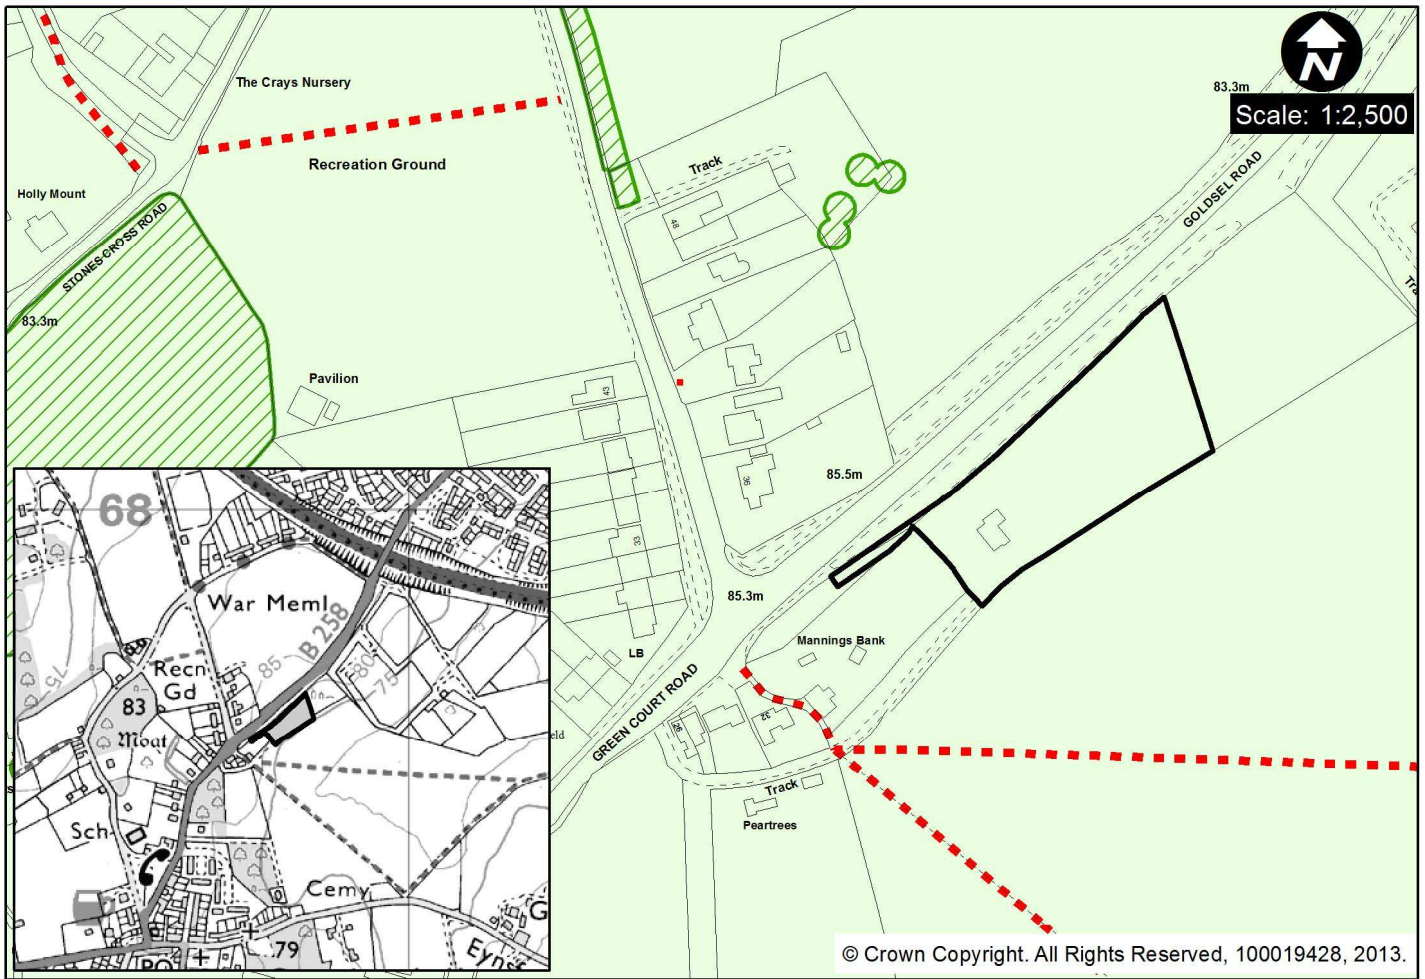 The Crays Nursery
N
83.3m
Scale: 1:2,500
Recreation Ground
Track
Holly Mount
STONES CROSS ROAD
GOLDSEL ROAD
48
83.3m
Pavilion
43
85.5m
36
33
85.3m
LB
Mannings Bank
GREEN COURT ROAD
26
32
Track
Peartrees
68
War Meml
B 258
85
80
75
75
Recn
Gd
83
Moat
Sch
Cemy
79
PO
G
© Crown Copyright. All Rights Reserved, 100019428, 2013.